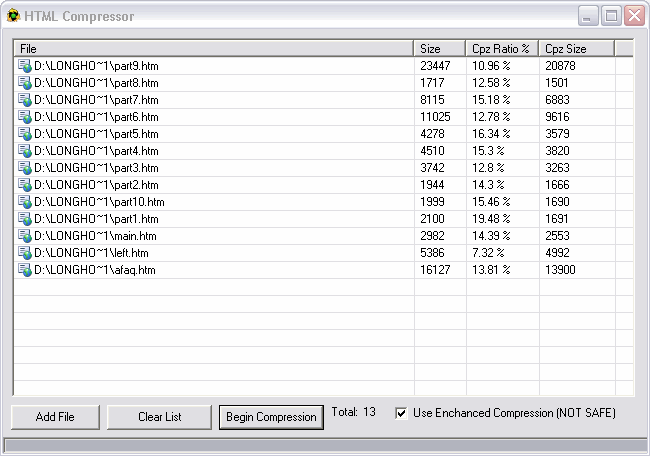 HTML Compressor
File Size Cpz Ratio % Cpz Size
D:\LONGHO~1\part9.htm 23447 10.96 % 20878
D:\LONGHO~1\part8.htm 1717 12.58 % 1501
D:\LONGHO~1\part7.htm 8115 15.18 % 6883
D:\LONGHO~1\part6.htm 11025 12.78 % 9616
D:\LONGHO~1\part5.htm 4278 16.34 % 3579
D:\LONGHO~1\part4.htm 4510 15.3 % 3820
D:\LONGHO~1\part3.htm 3742 12.8 % 3263
D:\LONGHO~1\part2.htm 1944 14.3 % 1666
D:\LONGHO~1\part10.htm 1999 15.46 % 1690
D:\LONGHO~1\part1.htm 2100 19.48 % 1691
D:\LONGHO~1\main.htm 2982 14.39 % 2553
D:\LONGHO~1\left.htm 5386 7.32 % 4992
D:\LONGHO~1\afaq.htm 16127 13.81 % 13900
Add File Clear List Begin Compression Total: 13 Use Enchanced Compression (NOT SAFE)